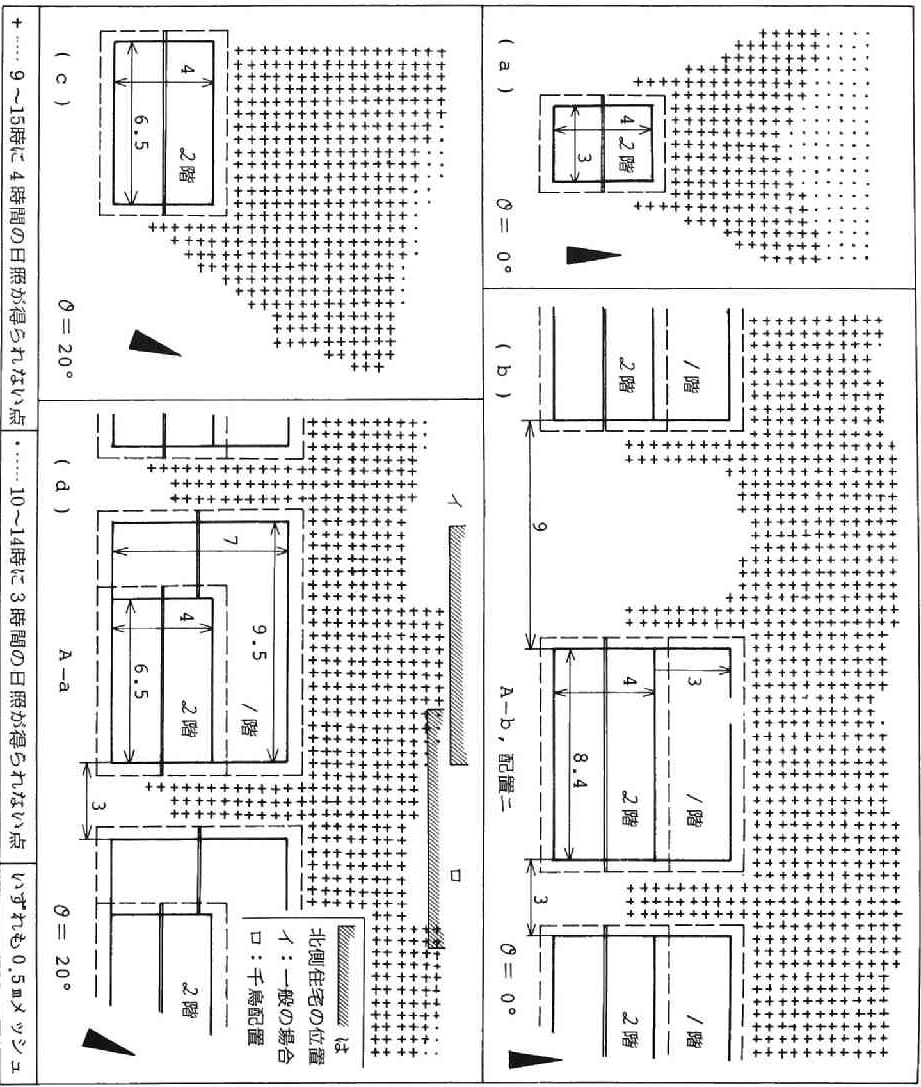 (a)
4
2階
3
θ = 0°
(b)
1階
2階
9
3
1階
4
2階
8.4
A-b, 配置ニ
3
1階
2階
θ = 0°
(c)
4
2階
6.5
θ = 20°
(d)
イ
ロ
7
9.5
1階
4
2階
6.5
A-a
3
2階
θ = 20°
は
北側住宅の位置
イ：一般の場合
ロ：千鳥配置
+ …… 9～15時に4時間の日照が得られない点
・…… 10～14時に3時間の日照が得られない点
いずれも0.5mメッシュ